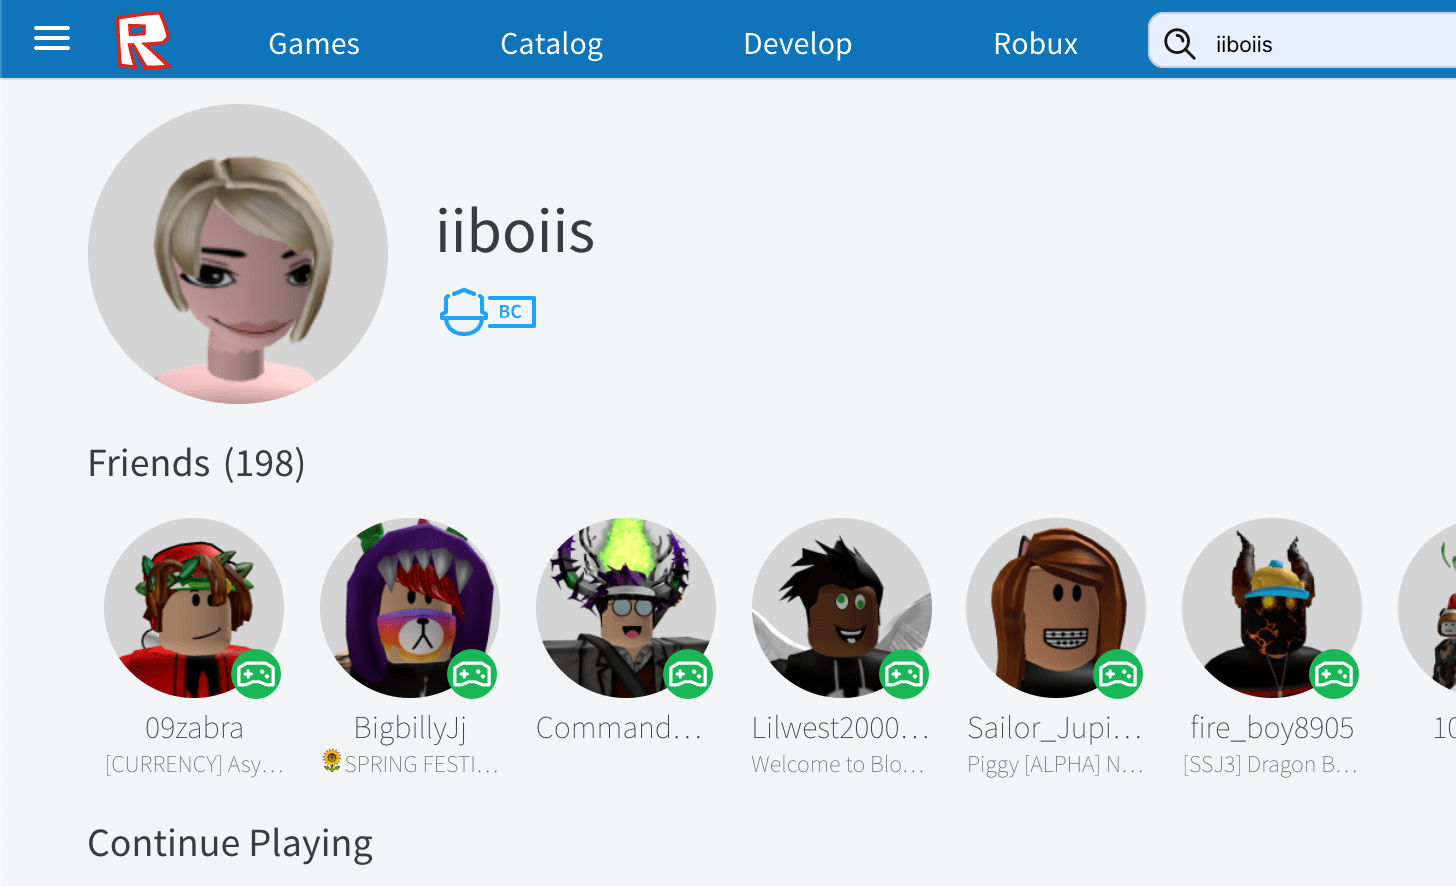 Games Catalog Develop Robux iiboiis
iiboiis
BC
Friends (198)
09zabra BigbillyJj Command... Lilwest2000... Sailor_Jupi... fire_boy8905 10
[CURRENCY] Asy... 🌻SPRING FESTI... Welcome to Blo... Piggy [ALPHA] N... [SSJ3] Dragon B...
Continue Playing